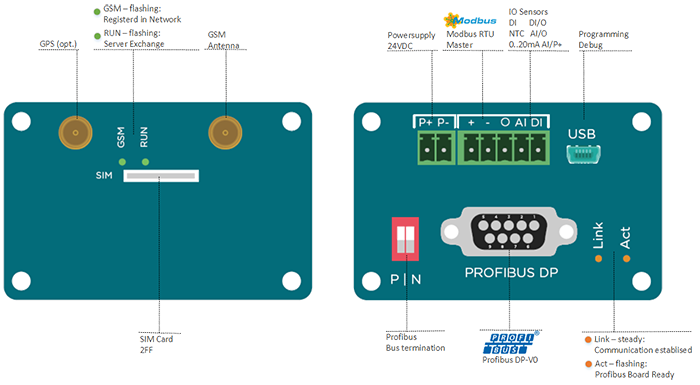 GSM – flashing:
Registerd in Network
RUN – flashing:
Server Exchange
GPS (opt.)
GSM
Antenna
GSM
RUN
SIM
SIM Card
2FF
Modbus
Powersupply
24VDC
Modbus RTU
Master
IO Sensors
DI DI/O
NTC AI/O
0..20mA AI/P+
Programming
Debug
P+ P- + - O AI DI
USB
P | N
PROFIBUS DP
Link
Act
Profibus
Bus termination
PROFI
BUS
®
Profibus DP-V0
Link – steady:
Communication establised
Act – flashing:
Profibus Board Ready